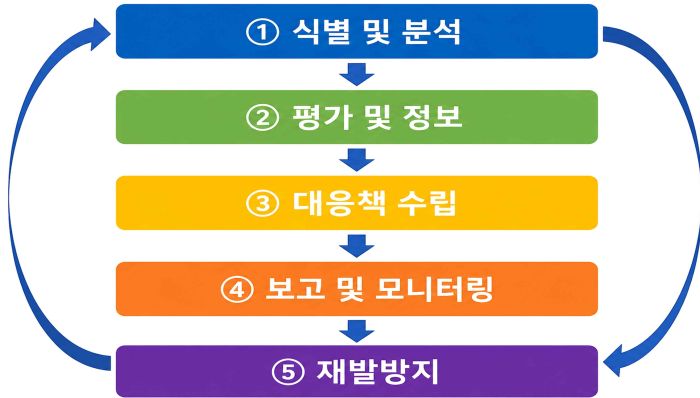 ① 식별 및 분석
② 평가 및 정보
③ 대응책 수립
④ 보고 및 모니터링
⑤ 재발방지